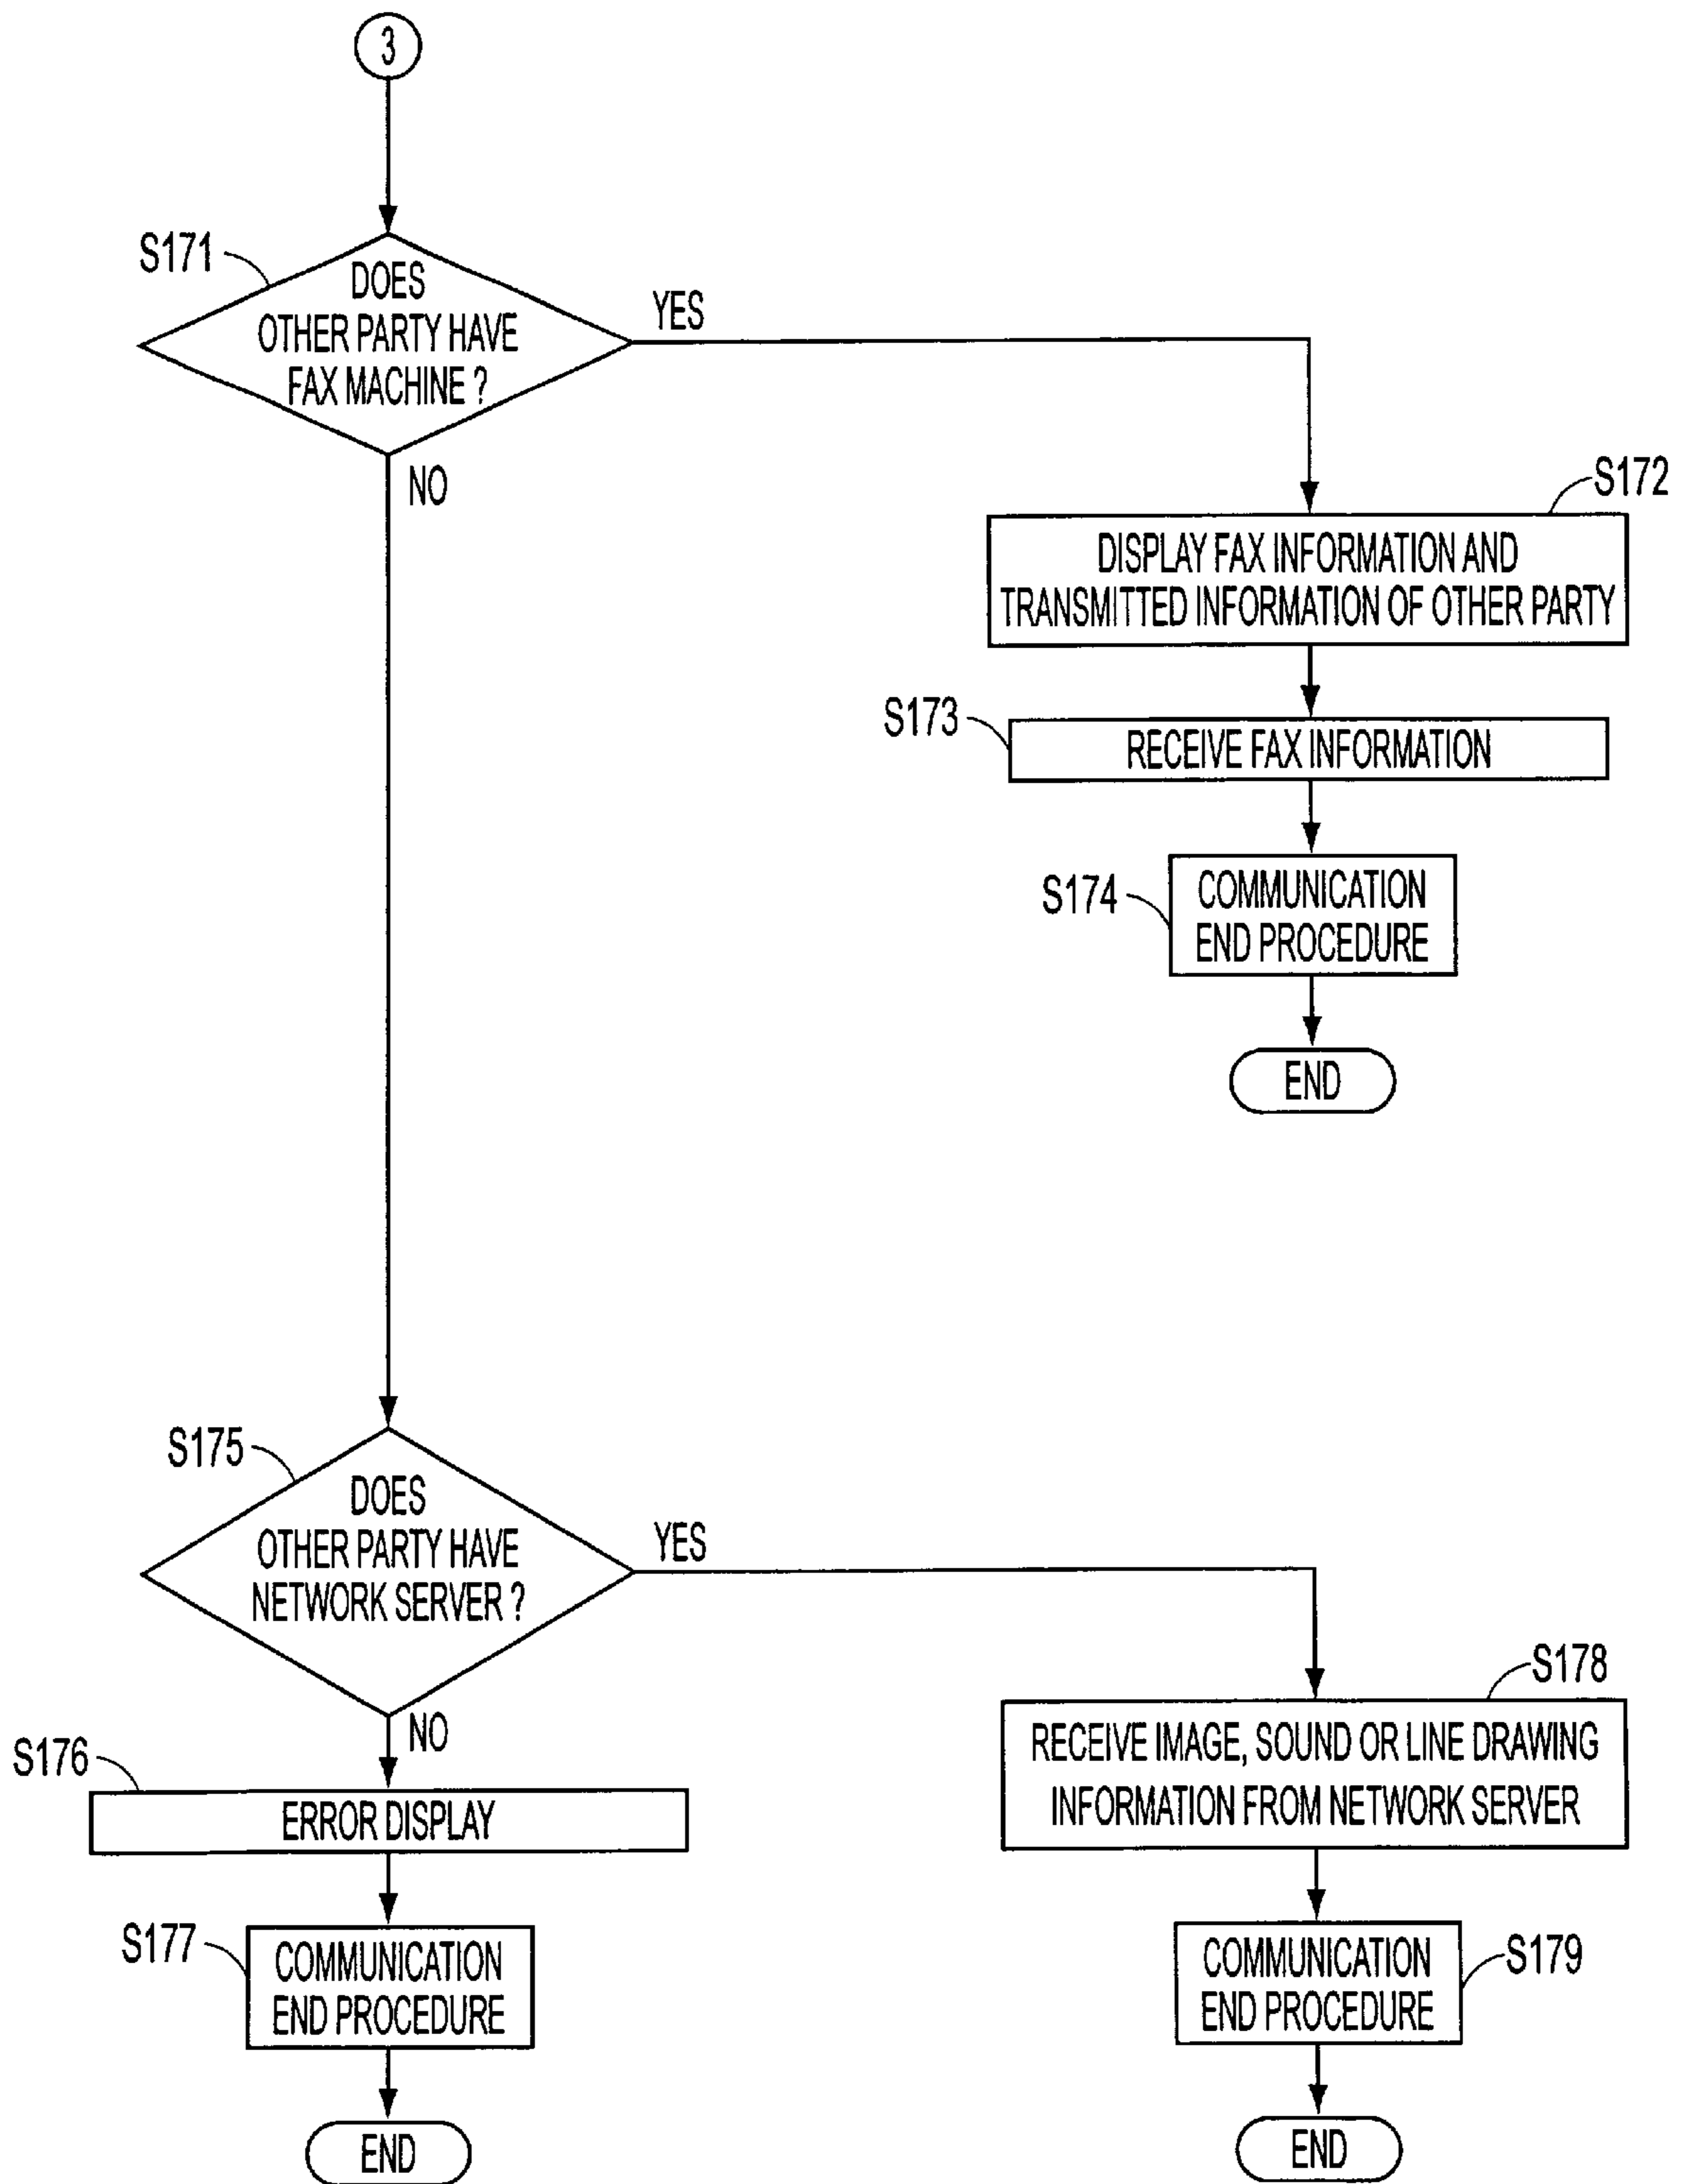 3
S171
DOES
OTHER PARTY HAVE
FAX MACHINE ?
YES
NO
S172
DISPLAY FAX INFORMATION AND
TRANSMITTED INFORMATION OF OTHER PARTY
S173
RECEIVE FAX INFORMATION
S174
COMMUNICATION
END PROCEDURE
END
S175
DOES
OTHER PARTY HAVE
NETWORK SERVER ?
YES
NO
S176
ERROR DISPLAY
S177
COMMUNICATION
END PROCEDURE
END
S178
RECEIVE IMAGE, SOUND OR LINE DRAWING
INFORMATION FROM NETWORK SERVER
COMMUNICATION
END PROCEDURE
S179
END